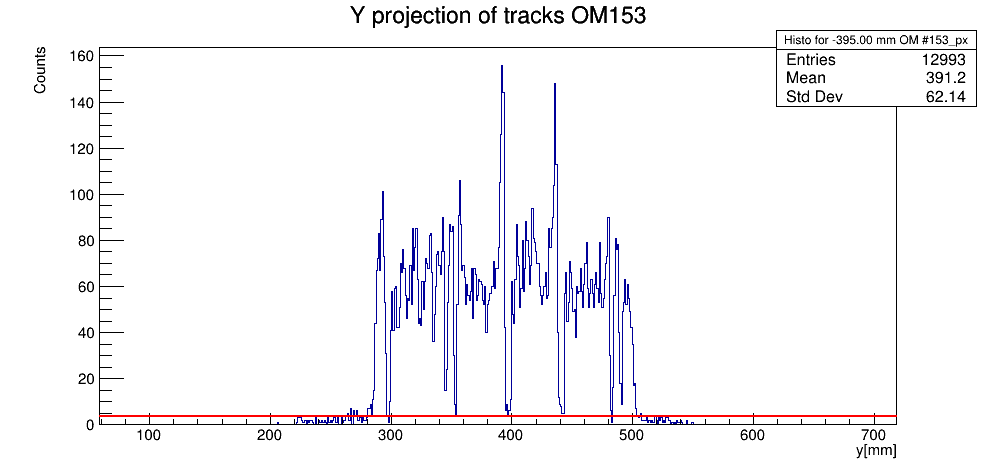 Y projection of tracks OM153
Histo for -395.00 mm OM #153_px
Entries 12993
Mean 391.2
Std Dev 62.14
Counts
160
140
120
100
80
60
40
20
0
100 200 300 400 500 600 700
y[mm]